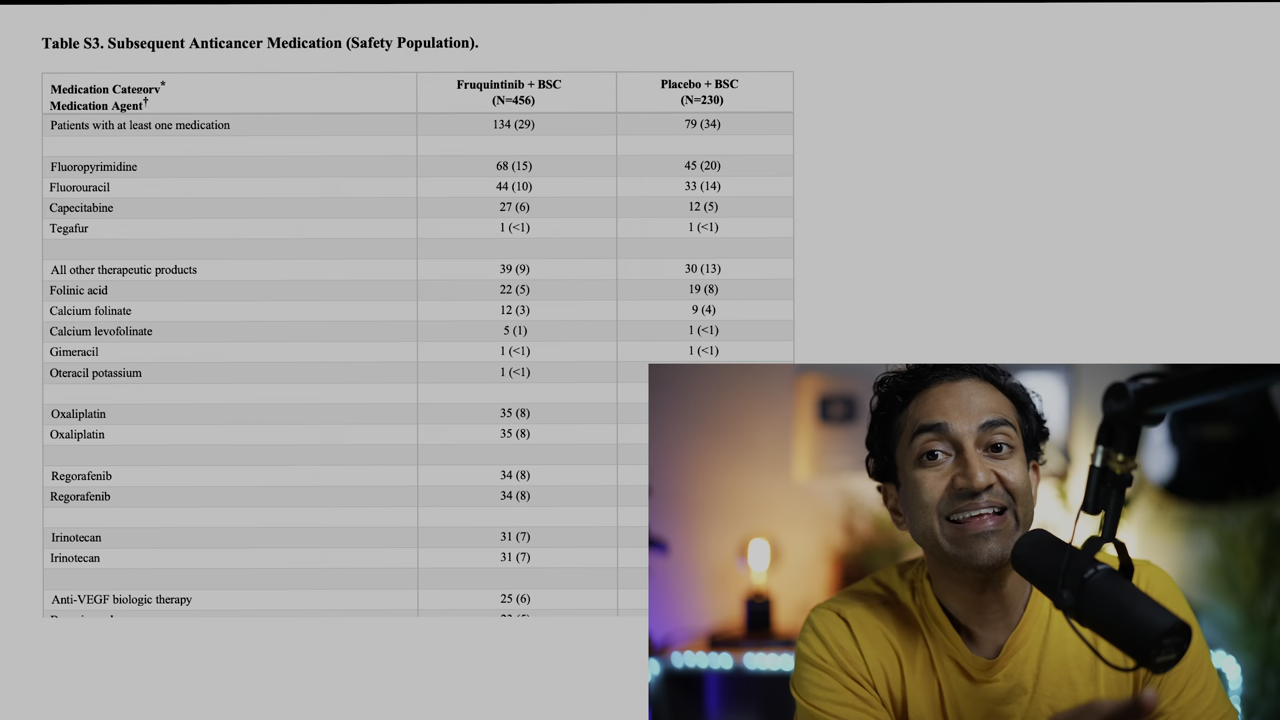 Table S3. Subsequent Anticancer Medication (Safety Population).
Medication Category* Fruquintinib + BSC Placebo + BSC
Medication Agent† (N=456) (N=230)
Patients with at least one medication 134 (29) 79 (34)
Fluoropyrimidine 68 (15) 45 (20)
Fluorouracil 44 (10) 33 (14)
Capecitabine 27 (6) 12 (5)
Tegafur 1 (<1) 1 (<1)
All other therapeutic products 39 (9) 30 (13)
Folinic acid 22 (5) 19 (8)
Calcium folinate 12 (3) 9 (4)
Calcium levofolinate 5 (1) 1 (<1)
Gimeracil 1 (<1) 1 (<1)
Oteracil potassium 1 (<1)
Oxaliplatin 35 (8)
Oxaliplatin 35 (8)
Regorafenib 34 (8)
Regorafenib 34 (8)
Irinotecan 31 (7)
Irinotecan 31 (7)
Anti-VEGF biologic therapy 25 (6)